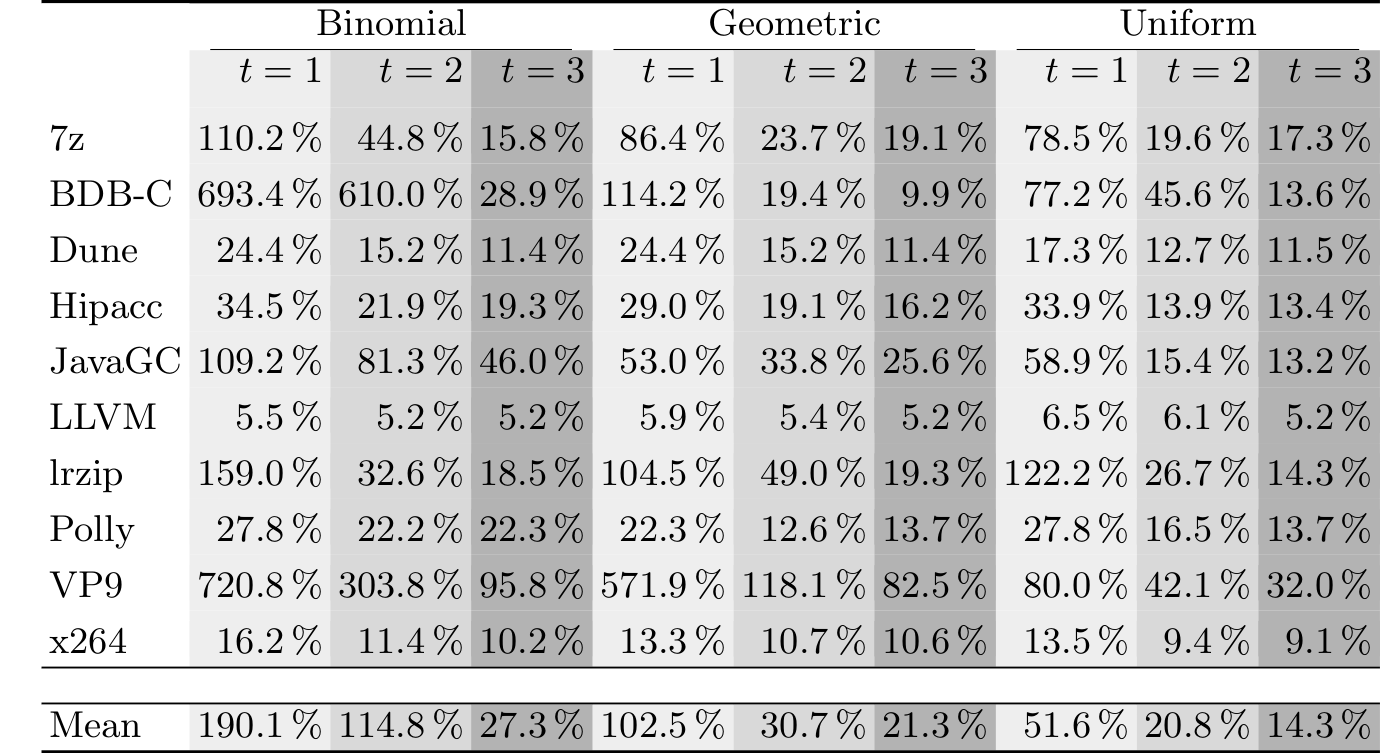 Binomial Geometric Uniform
t = 1 t = 2 t = 3 t = 1 t = 2 t = 3 t = 1 t = 2 t = 3
7z 110.2 % 44.8 % 15.8 % 86.4 % 23.7 % 19.1 % 78.5 % 19.6 % 17.3 %
BDB-C 693.4 % 610.0 % 28.9 % 114.2 % 19.4 % 9.9 % 77.2 % 45.6 % 13.6 %
Dune 24.4 % 15.2 % 11.4 % 24.4 % 15.2 % 11.4 % 17.3 % 12.7 % 11.5 %
Hipacc 34.5 % 21.9 % 19.3 % 29.0 % 19.1 % 16.2 % 33.9 % 13.9 % 13.4 %
JavaGC 109.2 % 81.3 % 46.0 % 53.0 % 33.8 % 25.6 % 58.9 % 15.4 % 13.2 %
LLVM 5.5 % 5.2 % 5.2 % 5.9 % 5.4 % 5.2 % 6.5 % 6.1 % 5.2 %
lrzip 159.0 % 32.6 % 18.5 % 104.5 % 49.0 % 19.3 % 122.2 % 26.7 % 14.3 %
Polly 27.8 % 22.2 % 22.3 % 22.3 % 12.6 % 13.7 % 27.8 % 16.5 % 13.7 %
VP9 720.8 % 303.8 % 95.8 % 571.9 % 118.1 % 82.5 % 80.0 % 42.1 % 32.0 %
x264 16.2 % 11.4 % 10.2 % 13.3 % 10.7 % 10.6 % 13.5 % 9.4 % 9.1 %
Mean 190.1 % 114.8 % 27.3 % 102.5 % 30.7 % 21.3 % 51.6 % 20.8 % 14.3 %